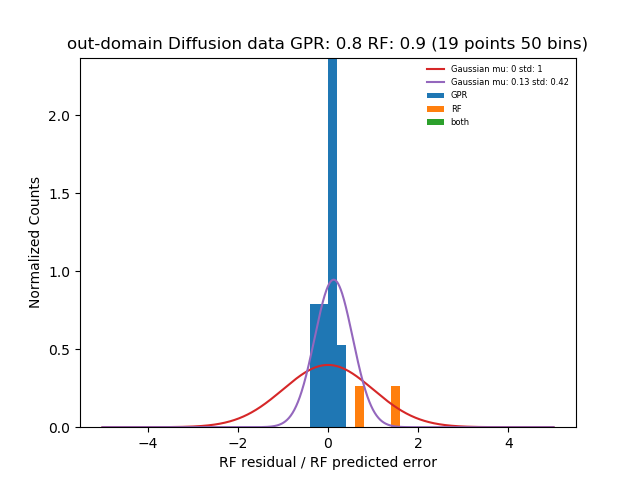 out-domain Diffusion data GPR: 0.8 RF: 0.9 (19 points 50 bins)
Gaussian mu: 0 std: 1
Gaussian mu: 0.13 std: 0.42
GPR
RF
both
Normalized Counts
2.0
1.5
1.0
0.5
0.0
−4
−2
0
2
4
RF residual / RF predicted error